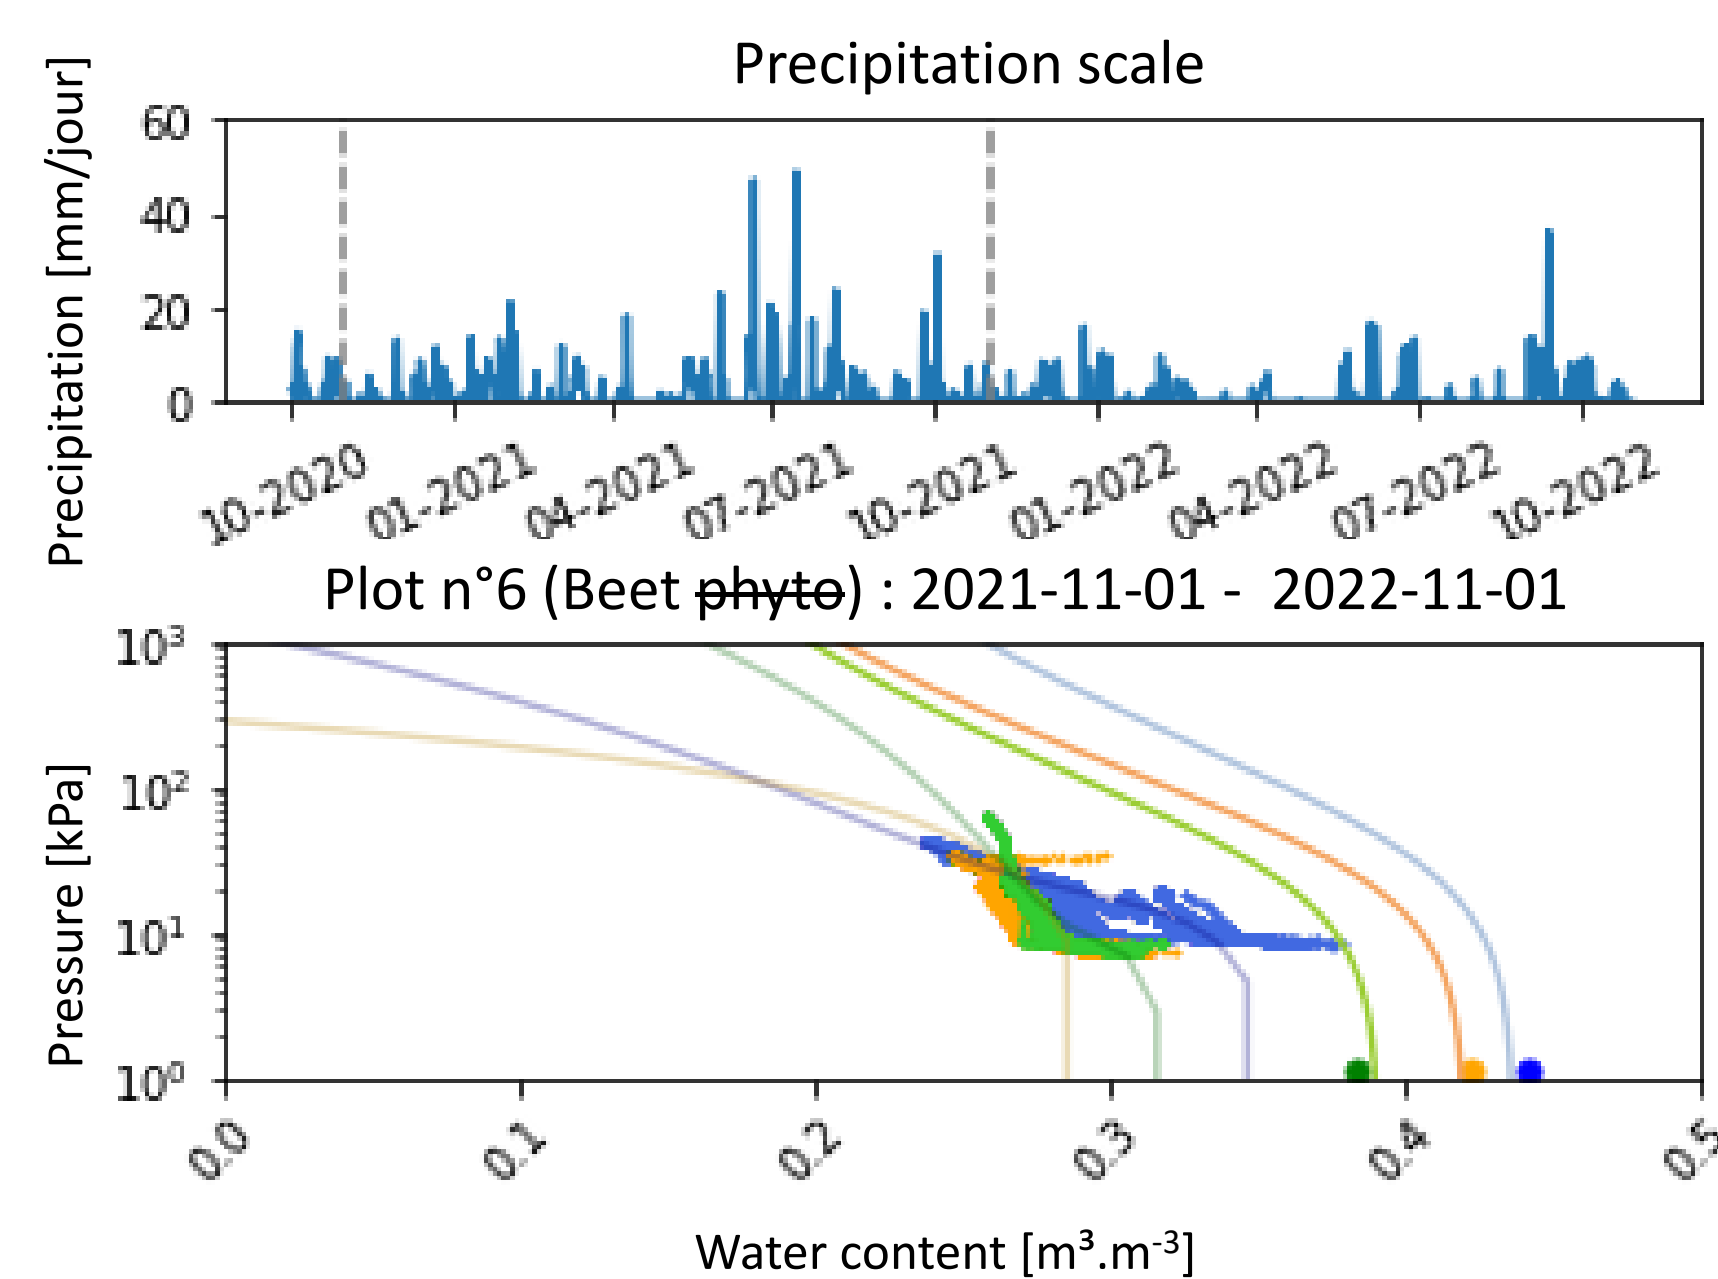 Precipitation scale
Precipitation [mm/jour]
60
40
20
0
10-2020 01-2021 04-2021 07-2021 10-2021 01-2022 04-2022 07-2022 10-2022
Plot n°6 (Beet phyto) : 2021-11-01 - 2022-11-01
Pressure [kPa]
10³
10²
10¹
10⁰
0.0 0.1 0.2 0.3 0.4 0.5
Water content [m³.m⁻³]